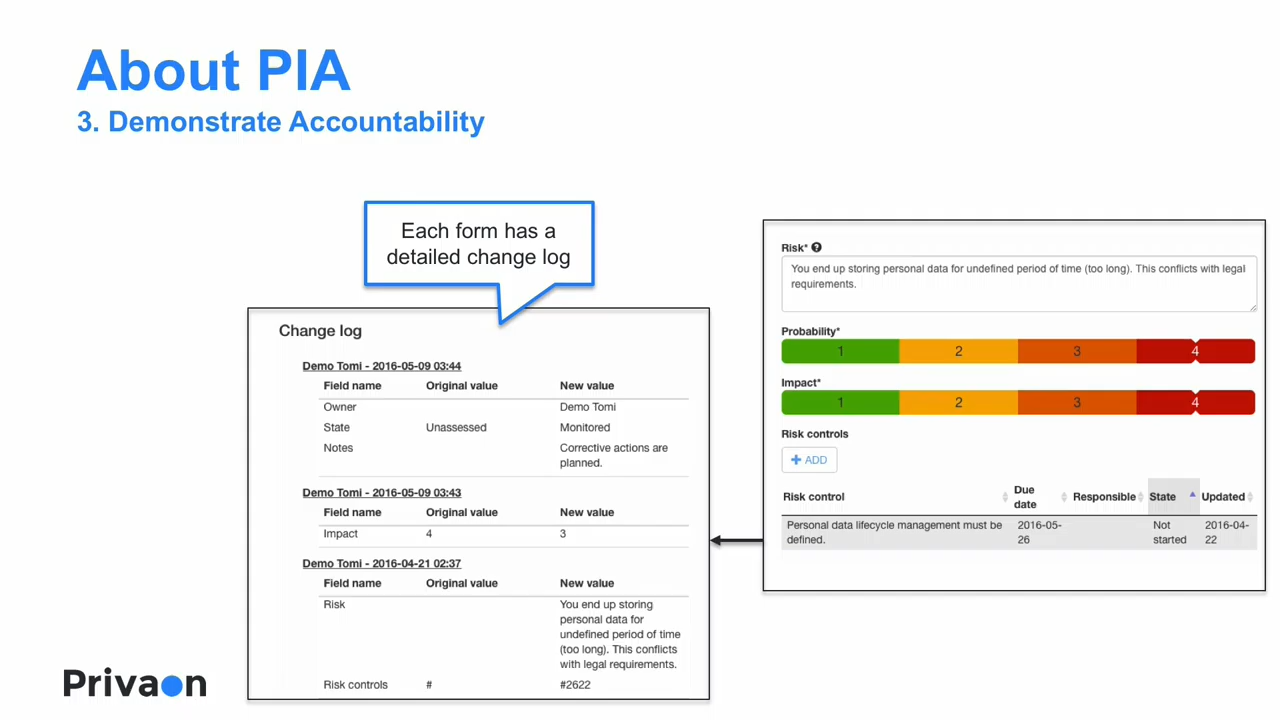 About PIA
3. Demonstrate Accountability
Each form has a
detailed change log
Change log
Demo Tomi - 2016-05-09 03:44
Field name Original value New value
Owner Demo Tomi
State Unassessed Monitored
Notes Corrective actions are
planned.
Demo Tomi - 2016-05-09 03:43
Field name Original value New value
Impact 4 3
Demo Tomi - 2016-04-21 02:37
Field name Original value New value
Risk You end up storing
personal data for
undefined period of time
(too long). This conflicts
with legal requirements.
Risk controls # #2622
Risk* ?
You end up storing personal data for undefined period of time (too long). This conflicts with legal
requirements.
Probability*
1 2 3 4
Impact*
1 2 3 4
Risk controls
+ ADD
Risk control Due date Responsible State Updated
Personal data lifecycle management must be 2016-05- Not 2016-04-
defined. 26 started 22
Privaon